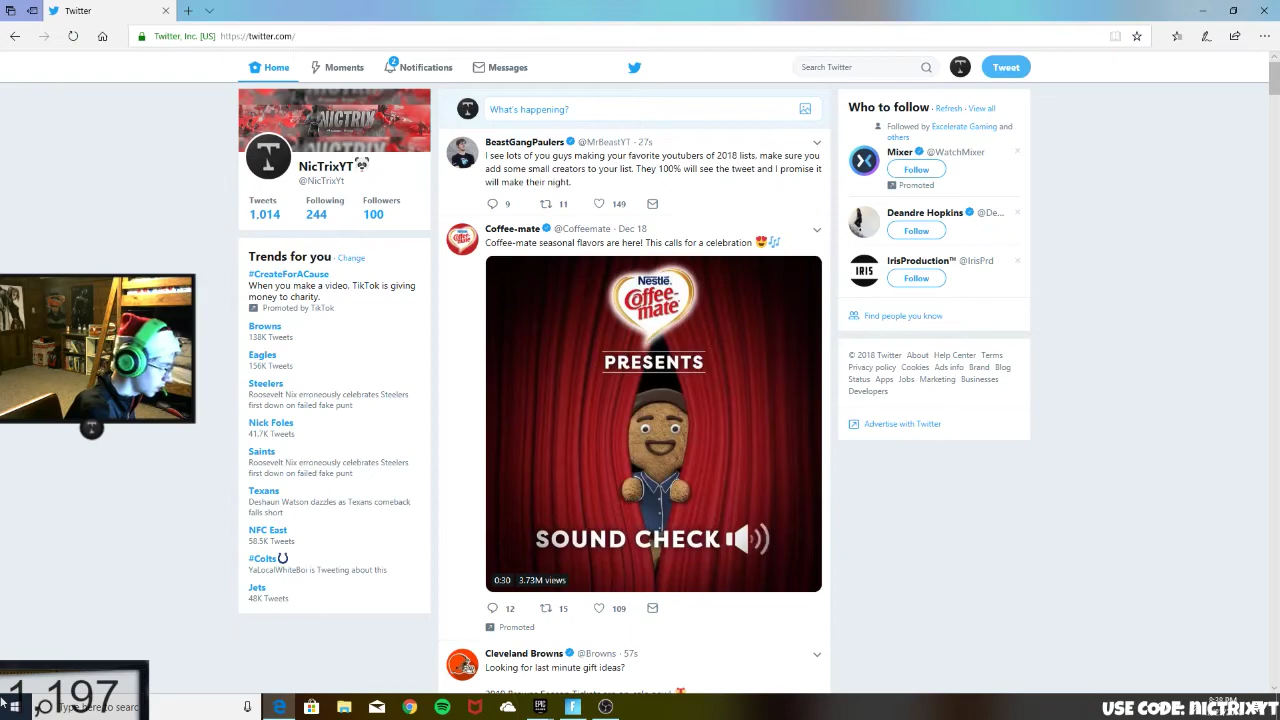 Twitter
Twitter, Inc. [US] https://twitter.com/
Home
Moments
2
Notifications
Messages
Search Twitter
Tweet
NICTRIX
NicTrixYT
@NicTrixYt
Tweets Following Followers
1,014 244 100
Trends for you · Change
#CreateForACause
When you make a video, TikTok is giving
money to charity.
Promoted by TikTok
Browns
138K Tweets
Eagles
156K Tweets
Steelers
Roosevelt Nix erroneously celebrates Steelers
first down on failed fake punt
Nick Foles
41.7K Tweets
Saints
Roosevelt Nix erroneously celebrates Steelers
first down on failed fake punt
Texans
Deshaun Watson dazzles as Texans comeback
falls short
NFC East
58.5K Tweets
#Colts
YaLocalWhiteBoi is Tweeting about this
Jets
48K Tweets
What's happening?
BeastGangPaulers @MrBeastYT · 27s
I see lots of you guys making your favorite youtubers of 2018 lists, make sure you
add some small creators to your list. They 100% will see the tweet and I promise it
will make their night.
9 11 149
Coffee-mate @Coffeemate · Dec 18
Coffee-mate seasonal flavors are here! This calls for a celebration 😍🎶
Nestlé
Coffee-
mate
PRESENTS
SOUND CHECK
0:30 3.73M views
12 15 109
Promoted
Cleveland Browns @Browns · 57s
Looking for last minute gift ideas?
Who to follow · Refresh · View all
Followed by Excelerate Gaming and
others
Mixer @WatchMixer
Follow
Promoted
Deandre Hopkins @De...
Follow
IRIS
IrisProduction™ @IrisPrd
Follow
Find people you know
© 2018 Twitter About Help Center Terms
Privacy policy Cookies Ads info Brand Blog
Status Apps Jobs Marketing Businesses
Developers
Advertise with Twitter
1,197
Type here to search
EPIC
GAMES
USE CODE: NICTRIXYT